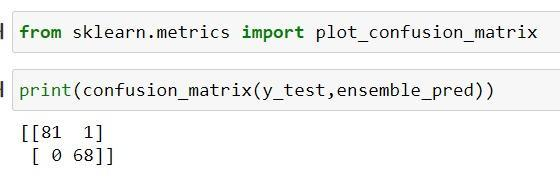 from sklearn.metrics import plot_confusion_matrix
print(confusion_matrix(y_test,ensemble_pred))
[[81  1]
 [ 0 68]]